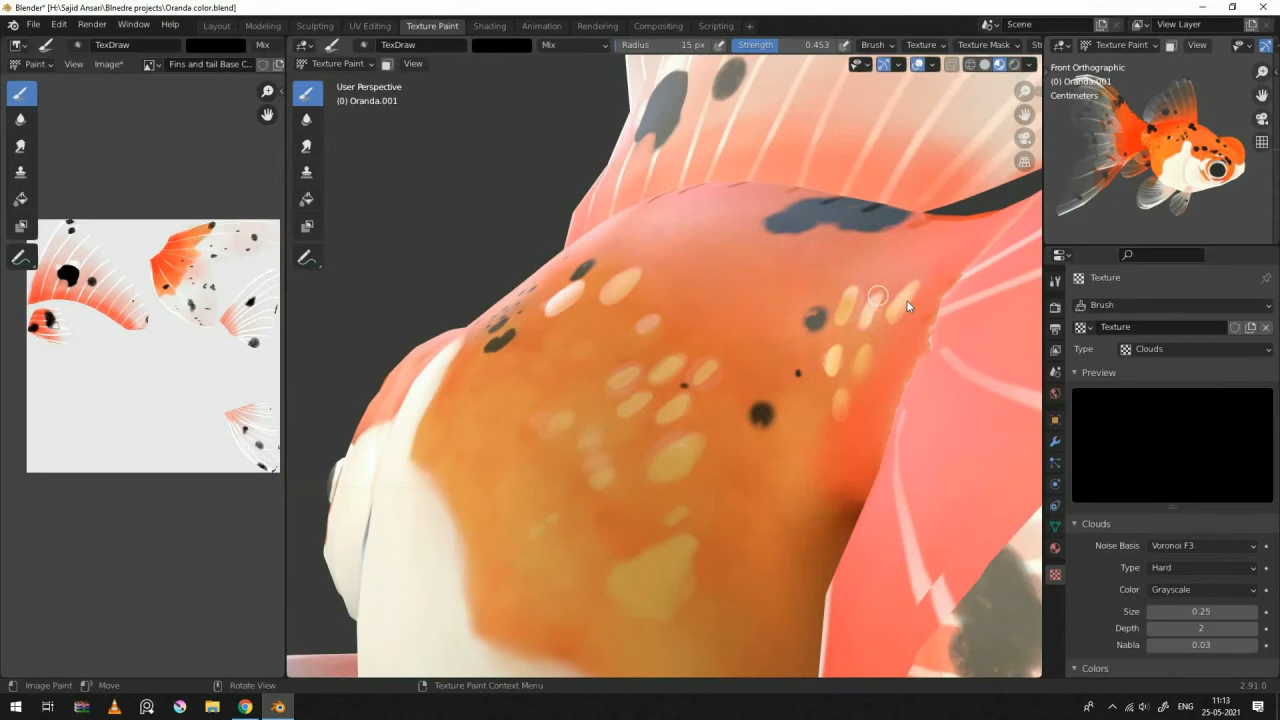 Blender* [H:\Sajid Ansari\Blnedre projects\Oranda color.blend]
File Edit Render Window Help Layout Modeling Sculpting UV Editing Texture Paint Shading Animation Rendering Compositing Scripting Scene View Layer
TexDraw Mix TexDraw Mix Radius 15 px Strength 0.453 Brush Texture Texture Mask Str Texture Paint View
Paint View Image* Fins and tail Base C... Texture Paint View
User Perspective
(0) Oranda.001
Front Orthographic
(0) Oranda.001
Centimeters
Texture
Brush
Texture
Type Clouds
Preview
Clouds
Noise Basis Voronoi F3
Type Hard
Color Grayscale
Size 0.25
Depth 2
Nabla 0.03
Colors
Image Paint Move Rotate View Texture Paint Context Menu 2.91.0
ENG 11:13
25-05-2021